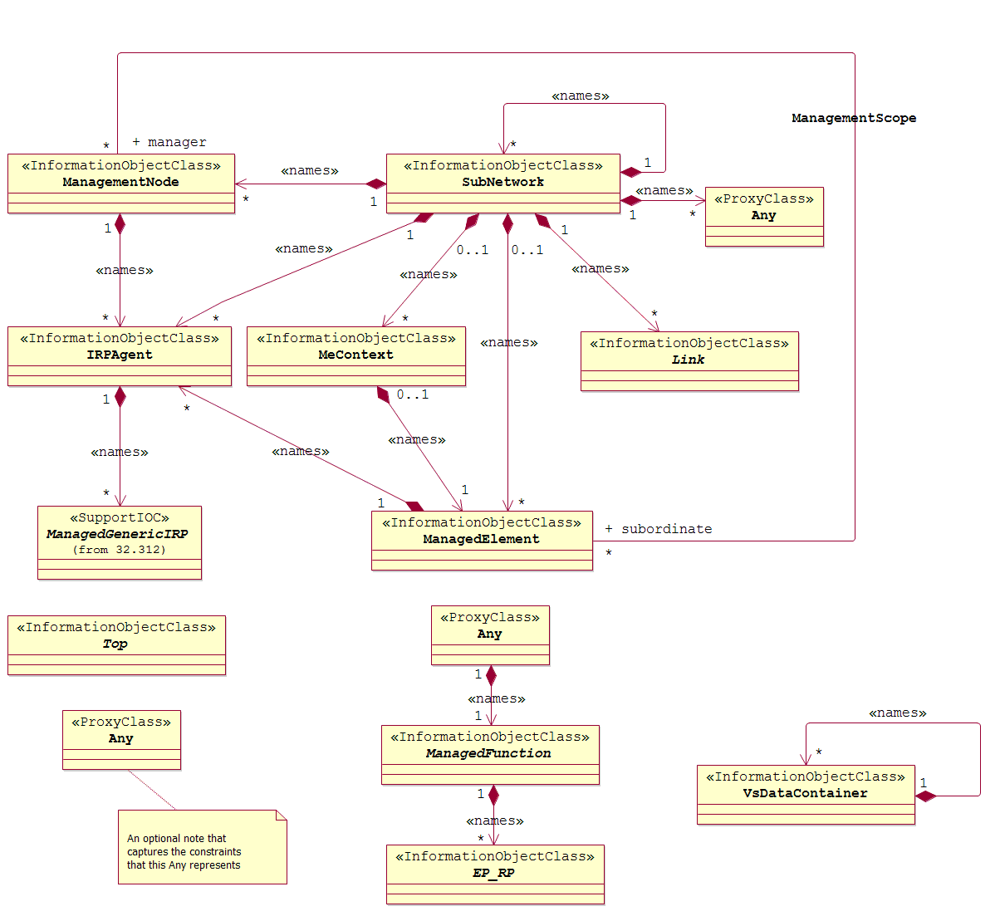 «names»
ManagementScope
*
+ manager
*
1
«InformationObjectClass»
ManagementNode
«names»
*
1
«InformationObjectClass»
SubNetwork
«names»
1
*
«ProxyClass»
Any
1
1
0..1
0..1
1
«names»
«names»
«names»
«names»
*
*
*
*
«InformationObjectClass»
IRPAgent
«InformationObjectClass»
MeContext
«names»
«InformationObjectClass»
Link
1
*
0..1
«names»
«names»
«names»
*
1
1
*
«SupportIOC»
ManagedGenericIRP
(from 32.312)
«InformationObjectClass»
ManagedElement
+ subordinate
*
«InformationObjectClass»
Top
«ProxyClass»
Any
1
«names»
1
«ProxyClass»
Any
«InformationObjectClass»
ManagedFunction
«names»
*
1
«InformationObjectClass»
VsDataContainer
1
«names»
*
An optional note that
captures the constraints
that this Any represents
«InformationObjectClass»
EP_RP